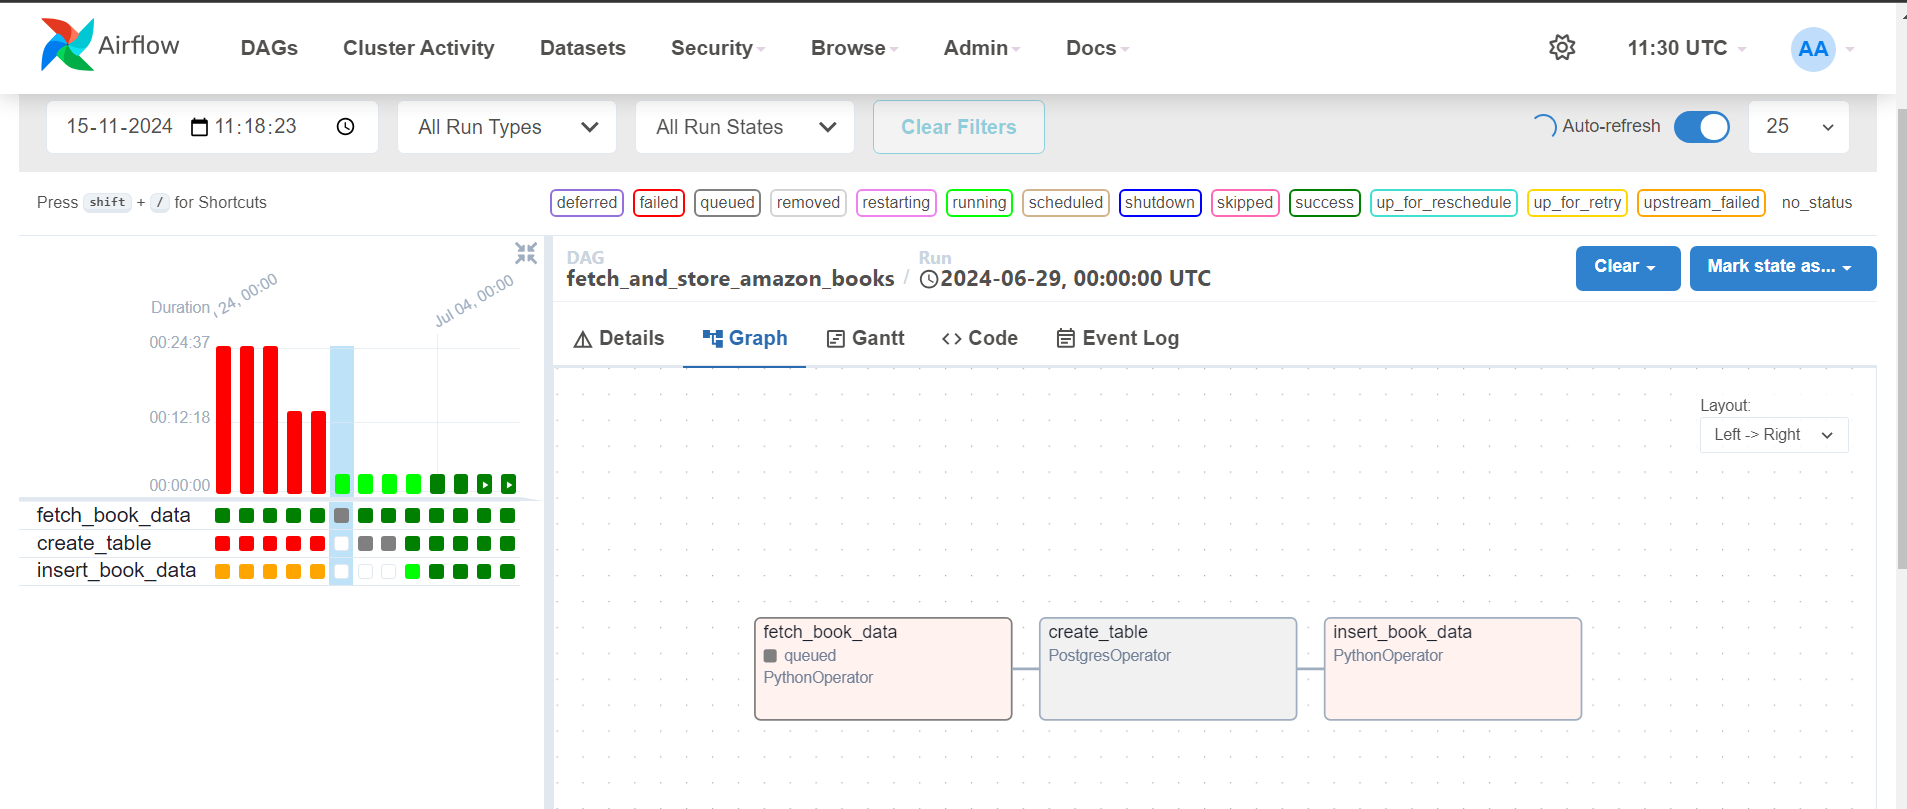 Airflow
DAGs
Cluster Activity
Datasets
Security
Browse
Admin
Docs
11:30 UTC
AA
15-11-2024 11:18:23
All Run Types
All Run States
Clear Filters
Auto-refresh
25
Press shift + / for Shortcuts
deferred
failed
queued
removed
restarting
running
scheduled
shutdown
skipped
success
up_for_reschedule
up_for_retry
upstream_failed
no_status
Duration
24, 00:00
Jul 04, 00:00
00:24:37
00:12:18
00:00:00
fetch_book_data
create_table
insert_book_data
DAG
fetch_and_store_amazon_books
/
Run
2024-06-29, 00:00:00 UTC
Clear
Mark state as...
Details
Graph
Gantt
Code
Event Log
Layout:
Left -> Right
fetch_book_data
queued
PythonOperator
create_table
PostgresOperator
insert_book_data
PythonOperator